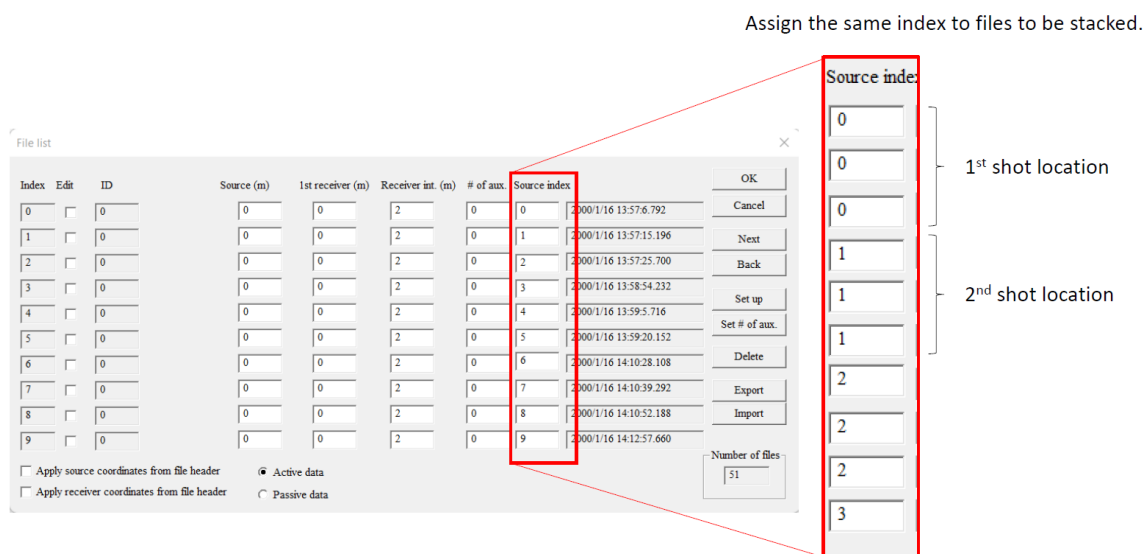 Assign the same index to files to be stacked.
File list
Index Edit ID Source (m) 1st receiver (m) Receiver int. (m) # of aux. Source index
0 0 0 0 2 0 0 2000/1/16 13:57:6.792
1 0 0 0 2 0 1 2000/1/16 13:57:15.196
2 0 0 0 2 0 2 2000/1/16 13:57:25.700
3 0 0 0 2 0 3 2000/1/16 13:58:54.232
4 0 0 0 2 0 4 2000/1/16 13:59:5.716
5 0 0 0 2 0 5 2000/1/16 13:59:20.152
6 0 0 0 2 0 6 2000/1/16 14:10:28.108
7 0 0 0 2 0 7 2000/1/16 14:10:39.292
8 0 0 0 2 0 8 2000/1/16 14:10:52.188
9 0 0 0 2 0 9 2000/1/16 14:12:57.660
Apply source coordinates from file header
Apply receiver coordinates from file header
Active data
Passive data
OK
Cancel
Next
Back
Set up
Set # of aux.
Delete
Export
Import
Number of files
51
Source index
0
0
0
1
1
1
2
2
2
3
1st shot location
2nd shot location